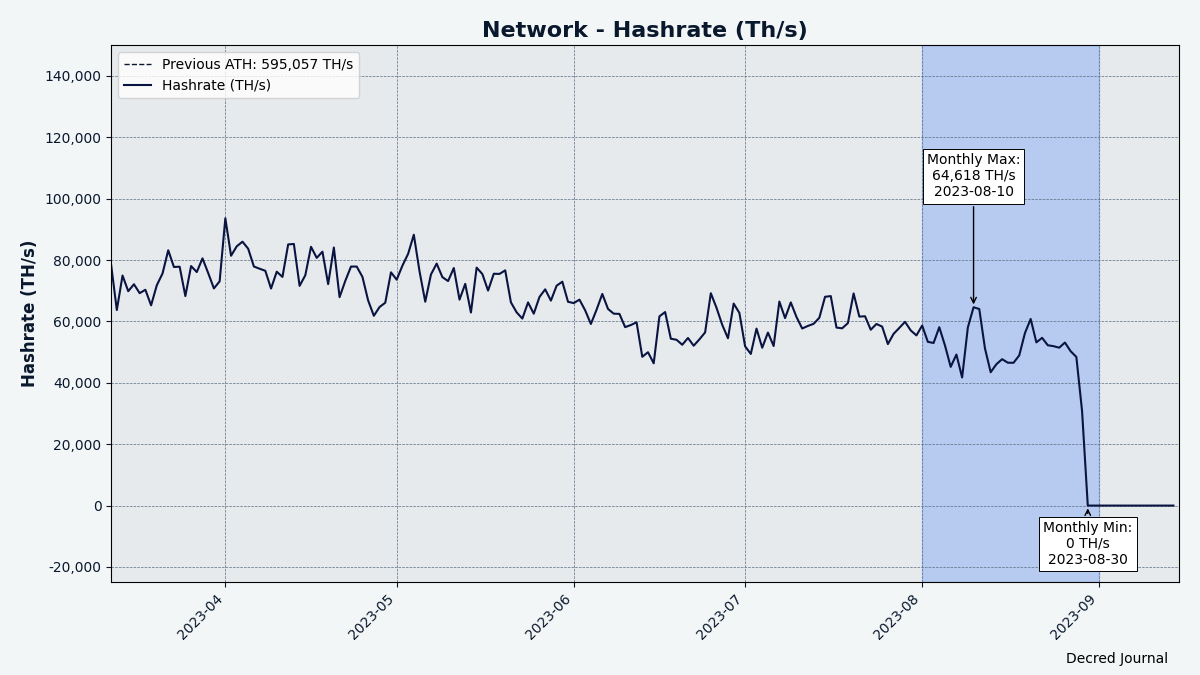 Network - Hashrate (Th/s)
Previous ATH: 595,057 TH/s
Hashrate (TH/s)
Hashrate (TH/s)
140,000
120,000
100,000
80,000
60,000
40,000
20,000
0
-20,000
Monthly Max:
64,618 TH/s
2023-08-10
Monthly Min:
0 TH/s
2023-08-30
2023-04
2023-05
2023-06
2023-07
2023-08
2023-09
Decred Journal